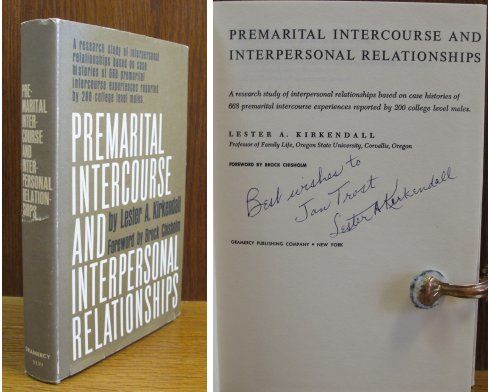 PRE-
MARITAL
INTER-
COURSE
AND
INTER-
PERSONAL
RELATION-
SHIPS
GRAMERCY
A research study of interpersonal
relationships based on case
histories of 668 premarital
intercourse experiences reported
by 200 college level males.
PREMARITAL
INTERCOURSE
by Lester A. Kirkendall
AND
Foreword by Brock Chisholm
INTERPERSONAL
RELATIONSHIPS
PREMARITAL INTERCOURSE AND
INTERPERSONAL RELATIONSHIPS
A research study of interpersonal relationships based on case histories of
668 premarital intercourse experiences reported by 200 college level males.
LESTER A. KIRKENDALL
Professor of Family Life, Oregon State University, Corvallis, Oregon
FOREWORD BY BROCK CHISHOLM
Best wishes to
Jan Trost
Lester A Kirkendall
GRAMERCY PUBLISHING COMPANY • NEW YORK